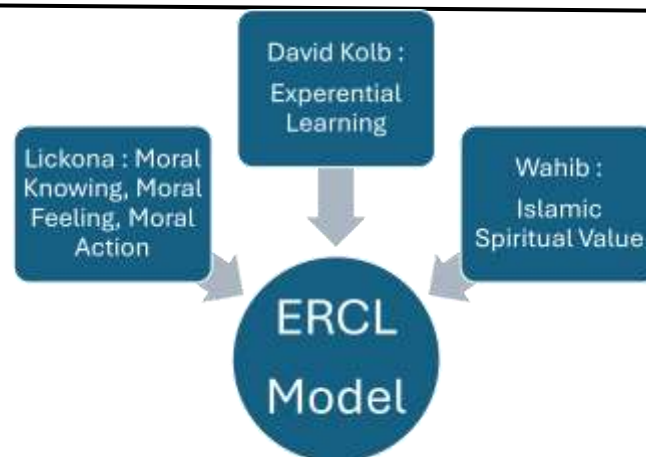 David Kolb :
Experential
Learning
Lickona : Moral
Knowing, Moral
Feeling, Moral
Action
Wahib :
Islamic
Spiritual Value
ERCL
Model